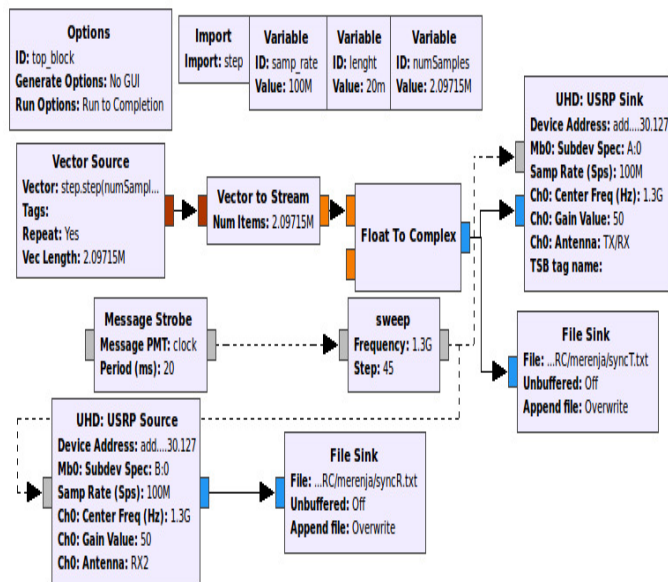 Options
ID: top_block
Generate Options: No GUI
Run Options: Run to Completion
Import
Import: step
Variable
ID: samp_rate
Value: 100M
Variable
ID: lenght
Value: 20m
Variable
ID: numSamples
Value: 2.09715M
UHD: USRP Sink
Device Address: add....30.127
Mb0: Subdev Spec: A:0
Samp Rate (Sps): 100M
Ch0: Center Freq (Hz): 1.3G
Ch0: Gain Value: 50
Ch0: Antenna: TX/RX
TSB tag name:
Vector Source
Vector: step.step(numSampl...
Tags:
Repeat: Yes
Vec Length: 2.09715M
Vector to Stream
Num Items: 2.09715M
Float To Complex
Message Strobe
Message PMT: clock
Period (ms): 20
sweep
Frequency: 1.3G
Step: 45
File Sink
File: ...RC/merenja/syncT.txt
Unbuffered: Off
Append file: Overwrite
UHD: USRP Source
Device Address: add....30.127
Mb0: Subdev Spec: B:0
Samp Rate (Sps): 100M
Ch0: Center Freq (Hz): 1.3G
Ch0: Gain Value: 50
Ch0: Antenna: RX2
File Sink
File: ...RC/merenja/syncR.txt
Unbuffered: Off
Append file: Overwrite